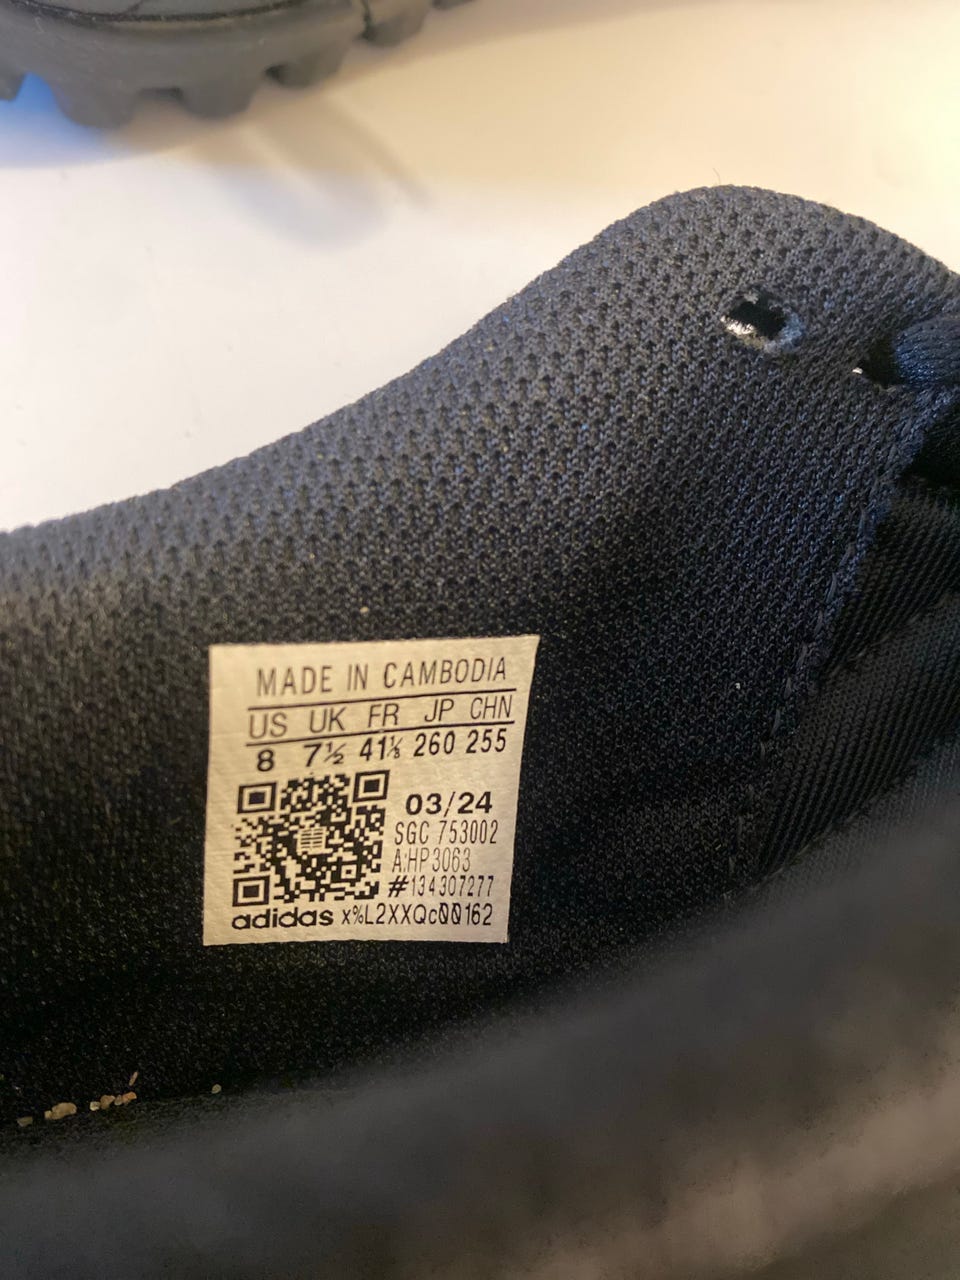 MADE IN CAMBODIA
US UK FR JP CHN
8 7½ 41⅓ 260 255
03/24
SGC 753002
A:HP3063
#134307277
adidas x%L2XXQc00162